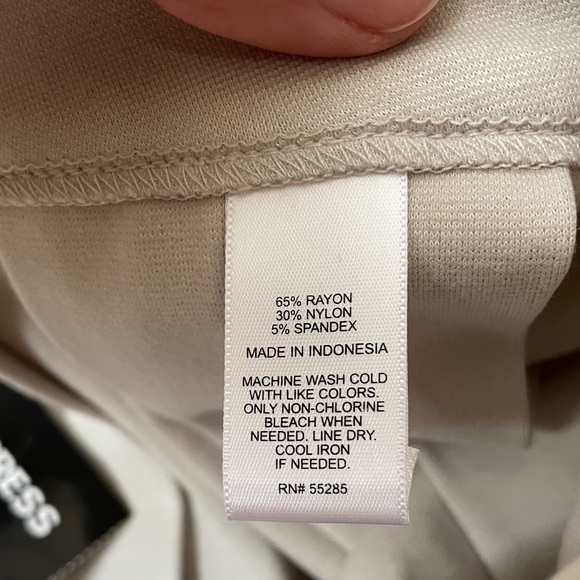 65% RAYON
30% NYLON
5% SPANDEX
MADE IN INDONESIA
MACHINE WASH COLD
WITH LIKE COLORS.
ONLY NON-CHLORINE
BLEACH WHEN
NEEDED. LINE DRY.
COOL IRON
IF NEEDED.
RN# 55285
RESS